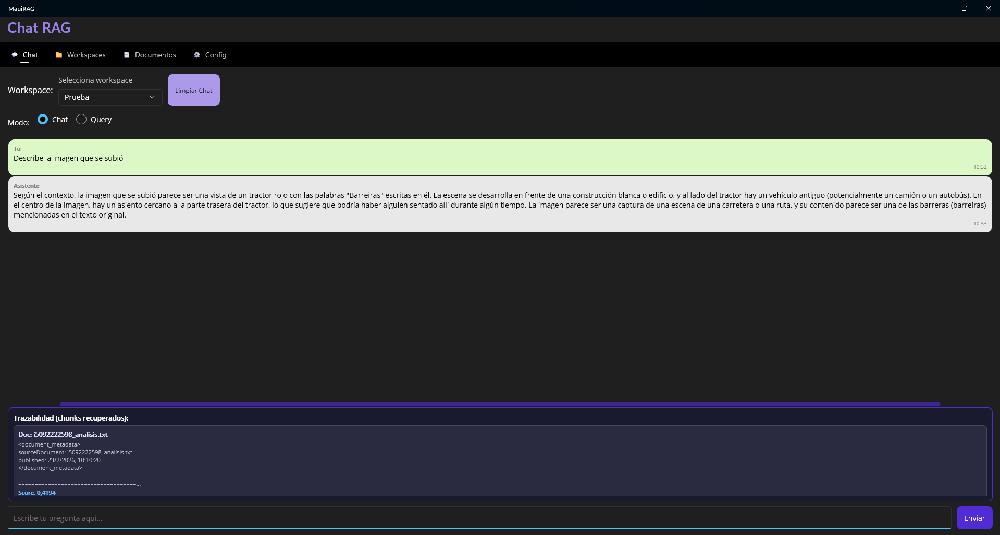 MauiRAG
Chat RAG
Chat
Workspaces
Documentos
Config
Workspace:
Selecciona workspace
Prueba
Limpiar Chat
Modo:
Chat
Query
Tu
Describe la imagen que se subió
10:32
Asistente
Según el contexto, la imagen que se subió parece ser una vista de un tractor rojo con las palabras "Barreiras" escritas en él. La escena se desarrolla en frente de una construcción blanca o edificio, y al lado del tractor hay un vehículo antiguo (potencialmente un camión o un autobús). En
el centro de la imagen, hay un asiento cercano a la parte trasera del tractor, lo que sugiere que podría haber alguien sentado allí durante algún tiempo. La imagen parece ser una captura de una escena de una carretera o una ruta, y su contenido parece ser una de las barreras (barreiras)
mencionadas en el texto original.
10:33
Trazabilidad (chunks recuperados):
Doc: i5092222598_analisis.txt
<document_metadata>
sourceDocument: i5092222598_analisis.txt
published: 23/2/2026, 10:10:20
</document_metadata>
====================================...
Score: 0,4194
Escribe tu pregunta aqui...
Enviar